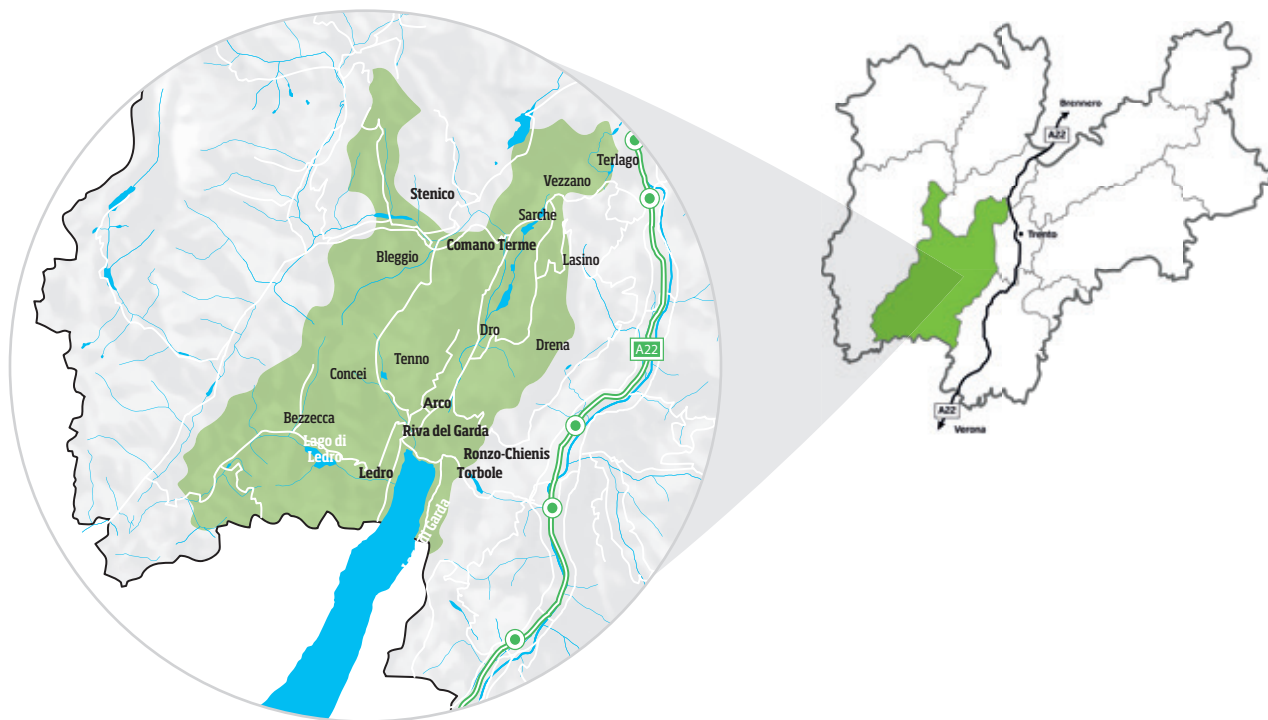 Terlago
Vezzano
Stenico
Sarche
Comano Terme
Bleggio
Lasino
Dro
Drena
A22
Tenno
Concei
Arco
Bezzecca
Riva del Garda
Lago di
Ledro
Ronzo-Chienis
Ledro
Torbole
Garda
Brennero
A22
Trento
A22
Verona